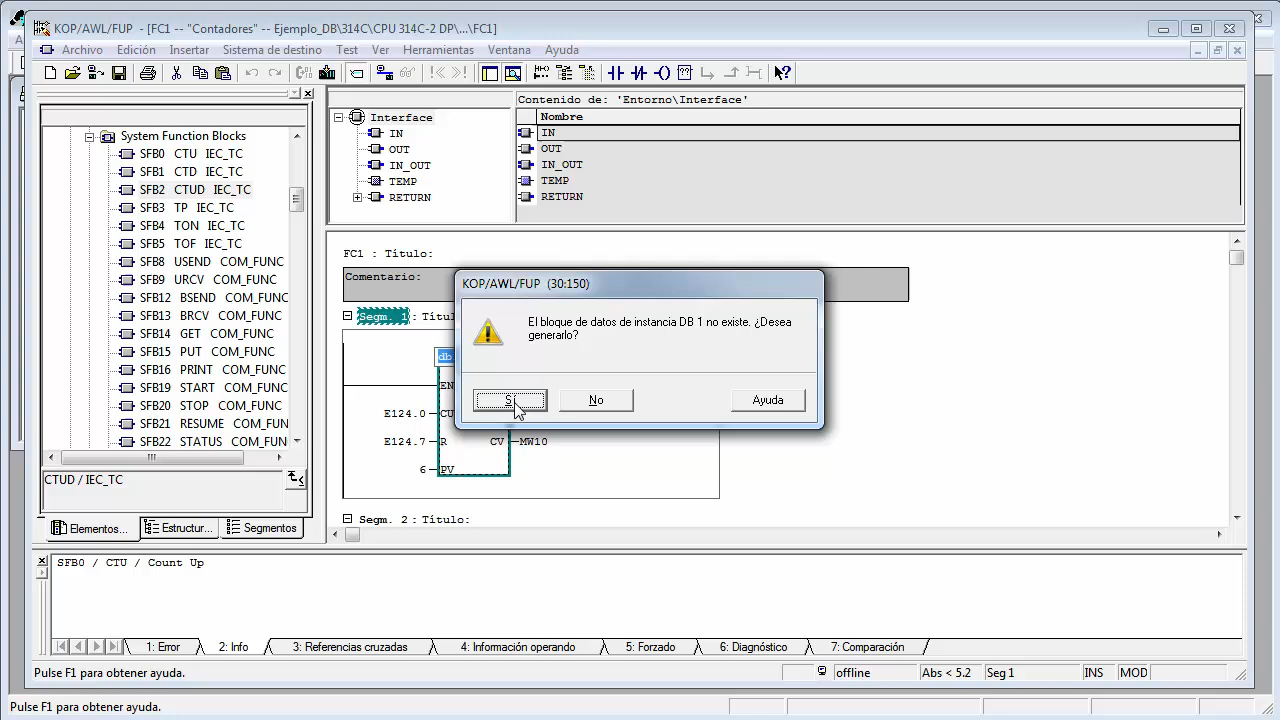 KOP/AWL/FUP - [FC1 -- "Contadores" -- Ejemplo_DB\314C\CPU 314C-2 DP\...\FC1]
Archivo Edición Insertar Sistema de destino Test Ver Herramientas Ventana Ayuda
System Function Blocks
SFB0 CTU IEC_TC
SFB1 CTD IEC_TC
SFB2 CTUD IEC_TC
SFB3 TP IEC_TC
SFB4 TON IEC_TC
SFB5 TOF IEC_TC
SFB8 USEND COM_FUNC
SFB9 URCV COM_FUNC
SFB12 BSEND COM_FUNC
SFB13 BRCV COM_FUNC
SFB14 GET COM_FUNC
SFB15 PUT COM_FUNC
SFB16 PRINT COM_FUNC
SFB19 START COM_FUNC
SFB20 STOP COM_FUNC
SFB21 RESUME COM_FUNC
SFB22 STATUS COM_FUNC
CTUD / IEC_TC
Elementos... Estructur... Segmentos
Interface
IN
OUT
IN_OUT
TEMP
RETURN
Contenido de: 'Entorno\Interface'
Nombre
IN
OUT
IN_OUT
TEMP
RETURN
FC1 : Título:
Comentario:
Segm. 1 : Títu
db
EN
E124.0 CU
E124.7 R CV MW10
6 PV
Segm. 2 : Título:
KOP/AWL/FUP (30:150)
El bloque de datos de instancia DB 1 no existe. ¿Desea
generarlo?
Sí No Ayuda
SFB0 / CTU / Count Up
1: Error 2: Info 3: Referencias cruzadas 4: Información operando 5: Forzado 6: Diagnóstico 7: Comparación
Pulse F1 para obtener ayuda. offline Abs < 5.2 Seg 1 INS MOD
Pulse F1 para obtener ayuda.